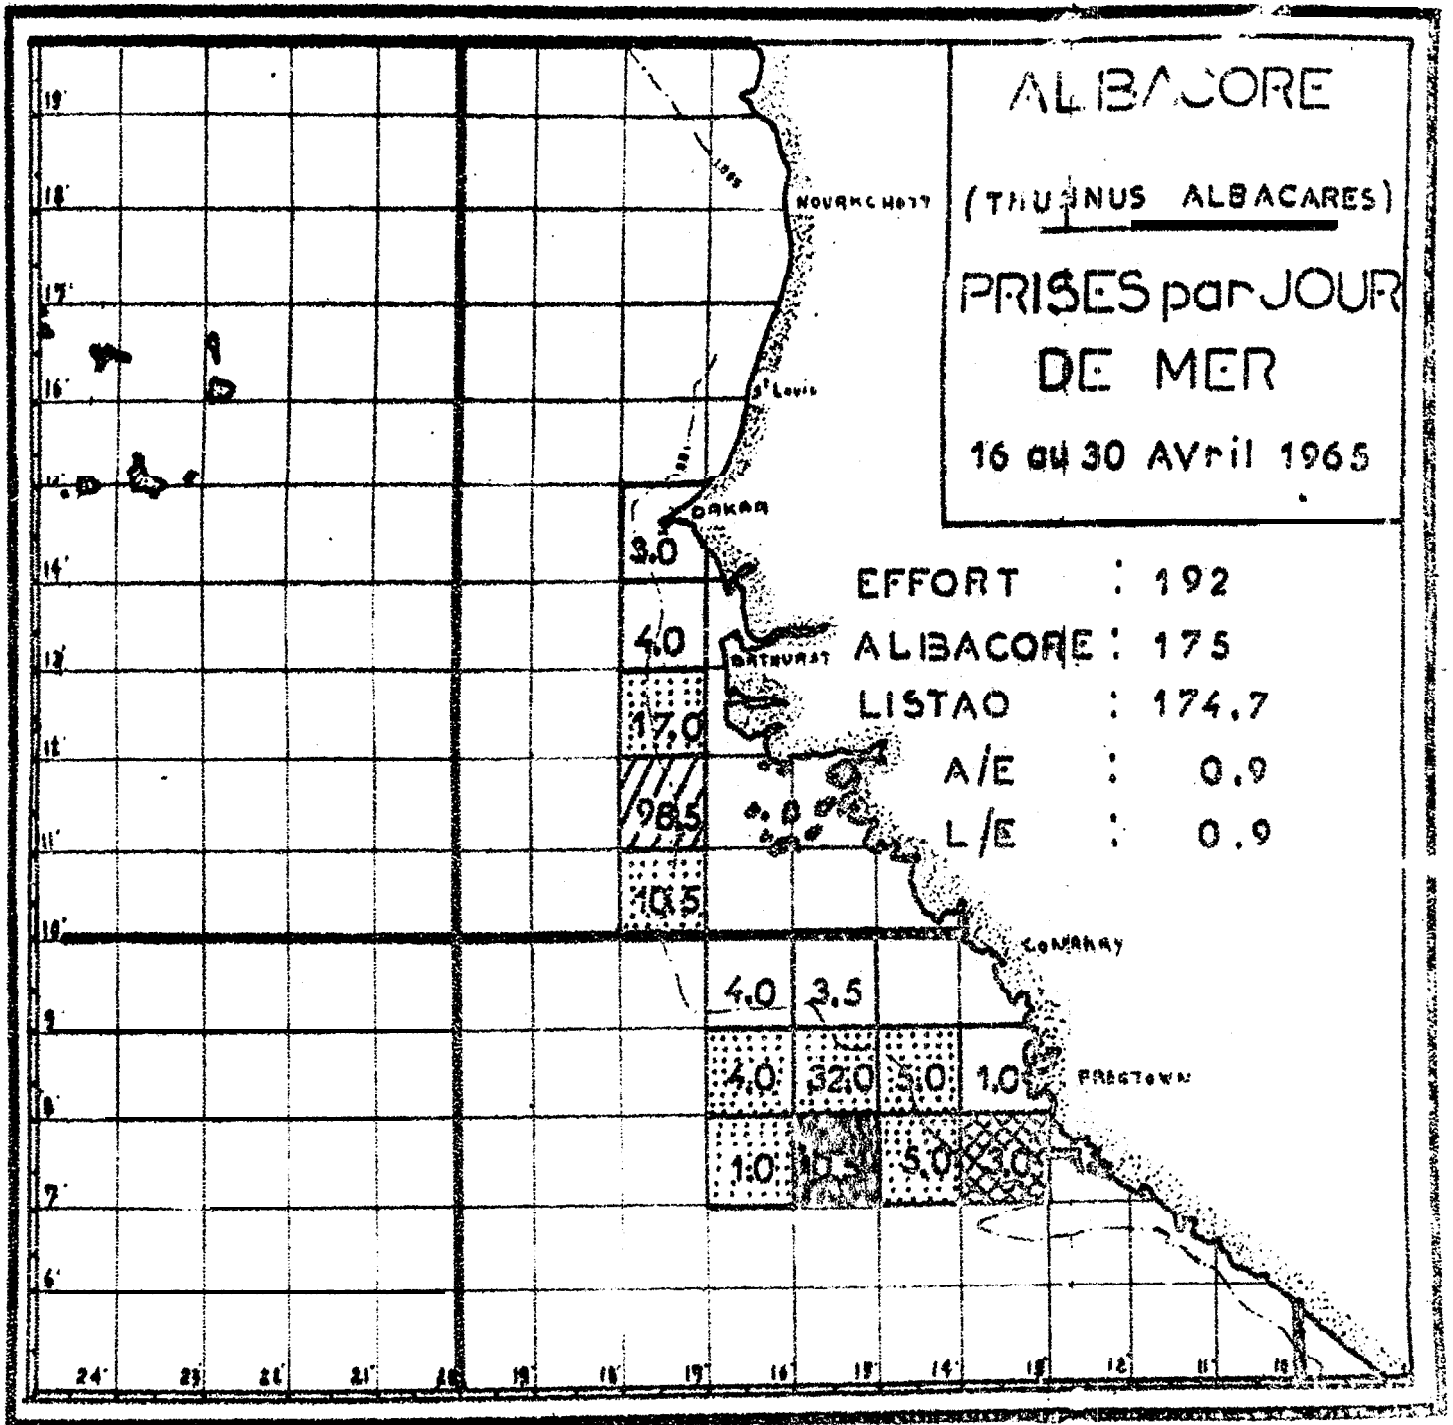 ALBACORE
(THUNNUS ALBACARES)
PRISES par JOUR
DE MER
16 au 30 AVril 1965
EFFORT : 192
ALBACORE : 175
LISTAO : 174.7
A/E : 0.9
L/E : 0.9
19°
18°
NOUAKCHOTT
17°
16°
St Louis
15°
DAKAR
3.0
14°
4.0
13°
BATHURST
17.0
12°
98.5
11°
10.5
10°
CONAKRY
4.0 3.5
9°
4.0 32.0 5.0 1.0
FREETOWN
8°
1.0 5.0 3.0
7°
6°
24° 23° 22° 21° 20° 19° 18° 17° 16° 15° 14° 13° 12° 11° 10°